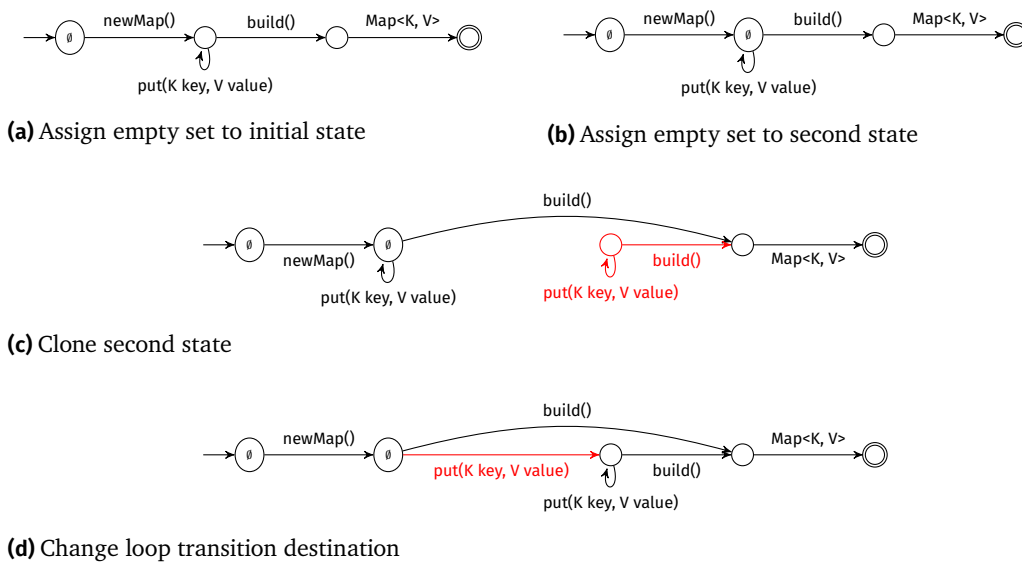 newMap() build() Map<K, V>
ø
put(K key, V value)
(a) Assign empty set to initial state
newMap() build() Map<K, V>
ø ø
put(K key, V value)
(b) Assign empty set to second state
build()
ø ø
newMap() build() Map<K, V>
put(K key, V value) put(K key, V value)
(c) Clone second state
build()
newMap() Map<K, V>
ø ø
put(K key, V value) build()
put(K key, V value)
(d) Change loop transition destination